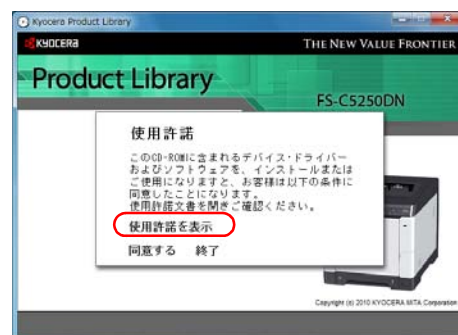 Kyocera Product Library
KYOCERA
THE NEW VALUE FRONTIER
Product Library
FS-C5250DN
使用許諾
このCD-ROMに含まれるデバイス・ドライバー
およびソフトウェアを、インストールまたは
ご使用になりますと、お客様は以下の条件に
同意したことになります。
使用許諾文書を開きご確認ください。
使用許諾を表示
同意する 終了
Copyright (c) 2010 KYOCERA MITA Corporation